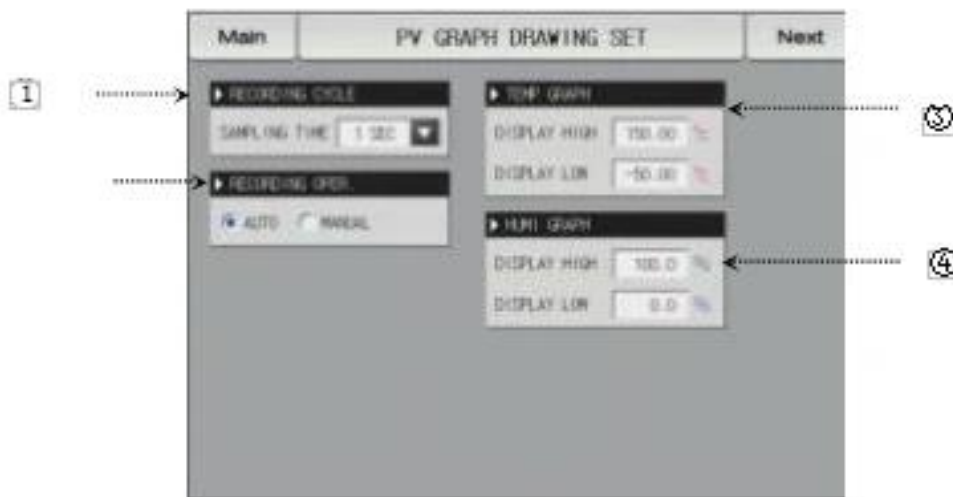 Main
PV GRAPH DRAWING SET
Next
1
RECORDING CYCLE
TEMP GRAPH
3
SAMPLING TIME 1 SEC
DISPLAY HIGH 150.00 ℃
DISPLAY LOW -50.00 ℃
RECORDING OPER.
AUTO MANUAL
HUMI GRAPH
DISPLAY HIGH 100.0 %
4
DISPLAY LOW 0.0 %